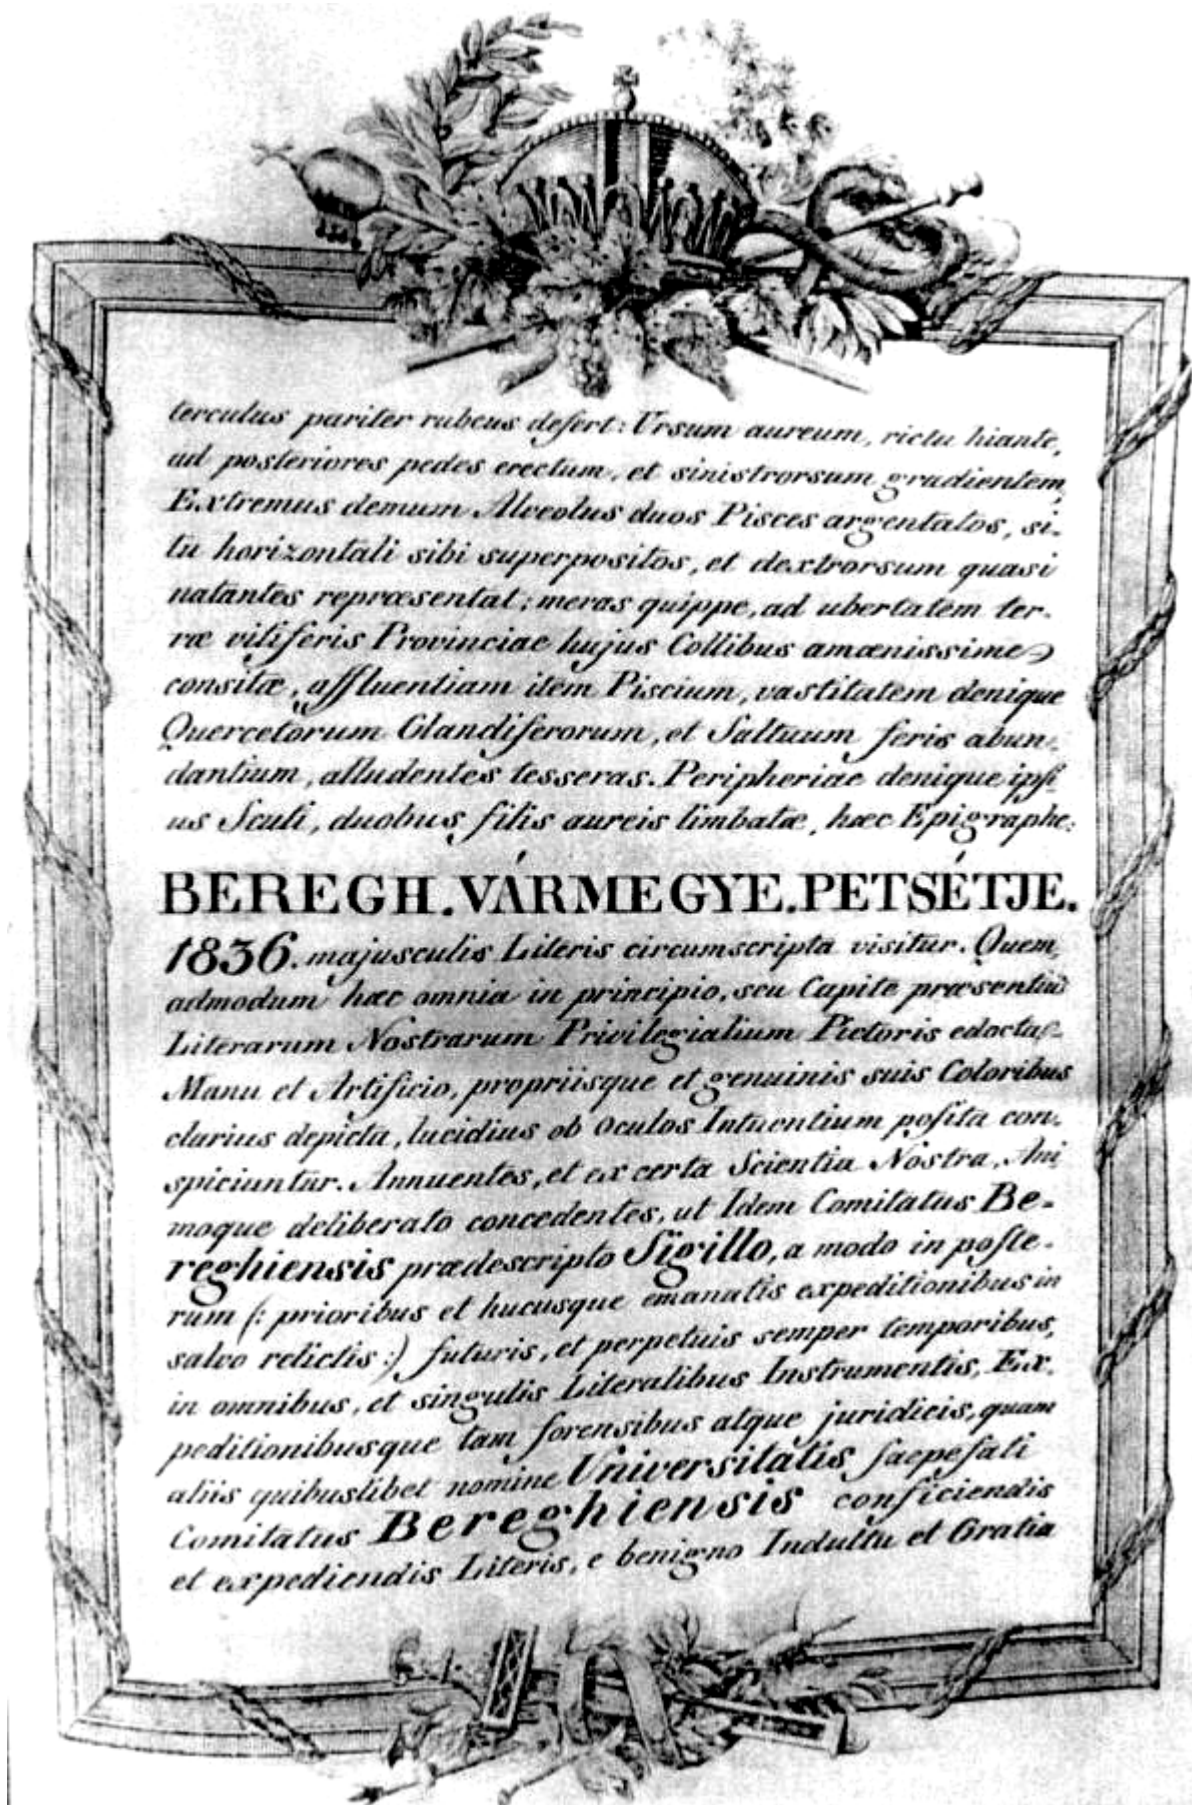 terculus pariter rubeus defert: Ursum aureum, rictu hiante,
ad posteriores pedes erectum, et sinistrorsum gradientem,
Extremus demum Alveolus duos Pisces argentatos, si-
tu horizontali sibi superpositos, et dextrorsum quasi
natantes repræsentat; meras quippe, ad ubertatem ter-
ræ vitiferis Provinciae hujus Collibus amœnissime
consitæ, affluentiam item Piscium, vastitatem denique
Quercetorum Glandiferorum, et Saltuum feris abun-
dantium, alludentes tesseras. Peripheriae denique ipsi-
us Scuti, duobus filis aureis limbatæ, hæc Epigraphe:
BEREGH. VÁRMEGYE. PETSÉTJE.
1836. majusculis Literis circumscripta visitur. Quem,
admodum hæc omnia in principio, seu Capite præsentiũ
Literarum Nostrarum Privilegialium Pictoris edocta
Manu et Artificio, propriisque et genuinis suis Coloribus
clarius depicta, lucidius ob Oculos Intuentium posita con-
spiciuntur. Annuentes, et ex certa Scientia Nostra, Ani
moque deliberato concedentes, ut Idem Comitatus Be-
reghiensis prædescripto Sigillo, a modo in poste-
rum (: prioribus et hucusque emanatis expeditionibus in
salvo relictis :) futuris, et perpetuis semper temporibus,
in omnibus, et singulis Literalibus Instrumentis, Ex-
peditionibusque tam forensibus atque juridicis, quam
aliis quibuslibet nomine Universitatis saepefati
Comitatus Bereghiensis conficiendis
et expediendis Literis, e benigno Indultu et Gratia